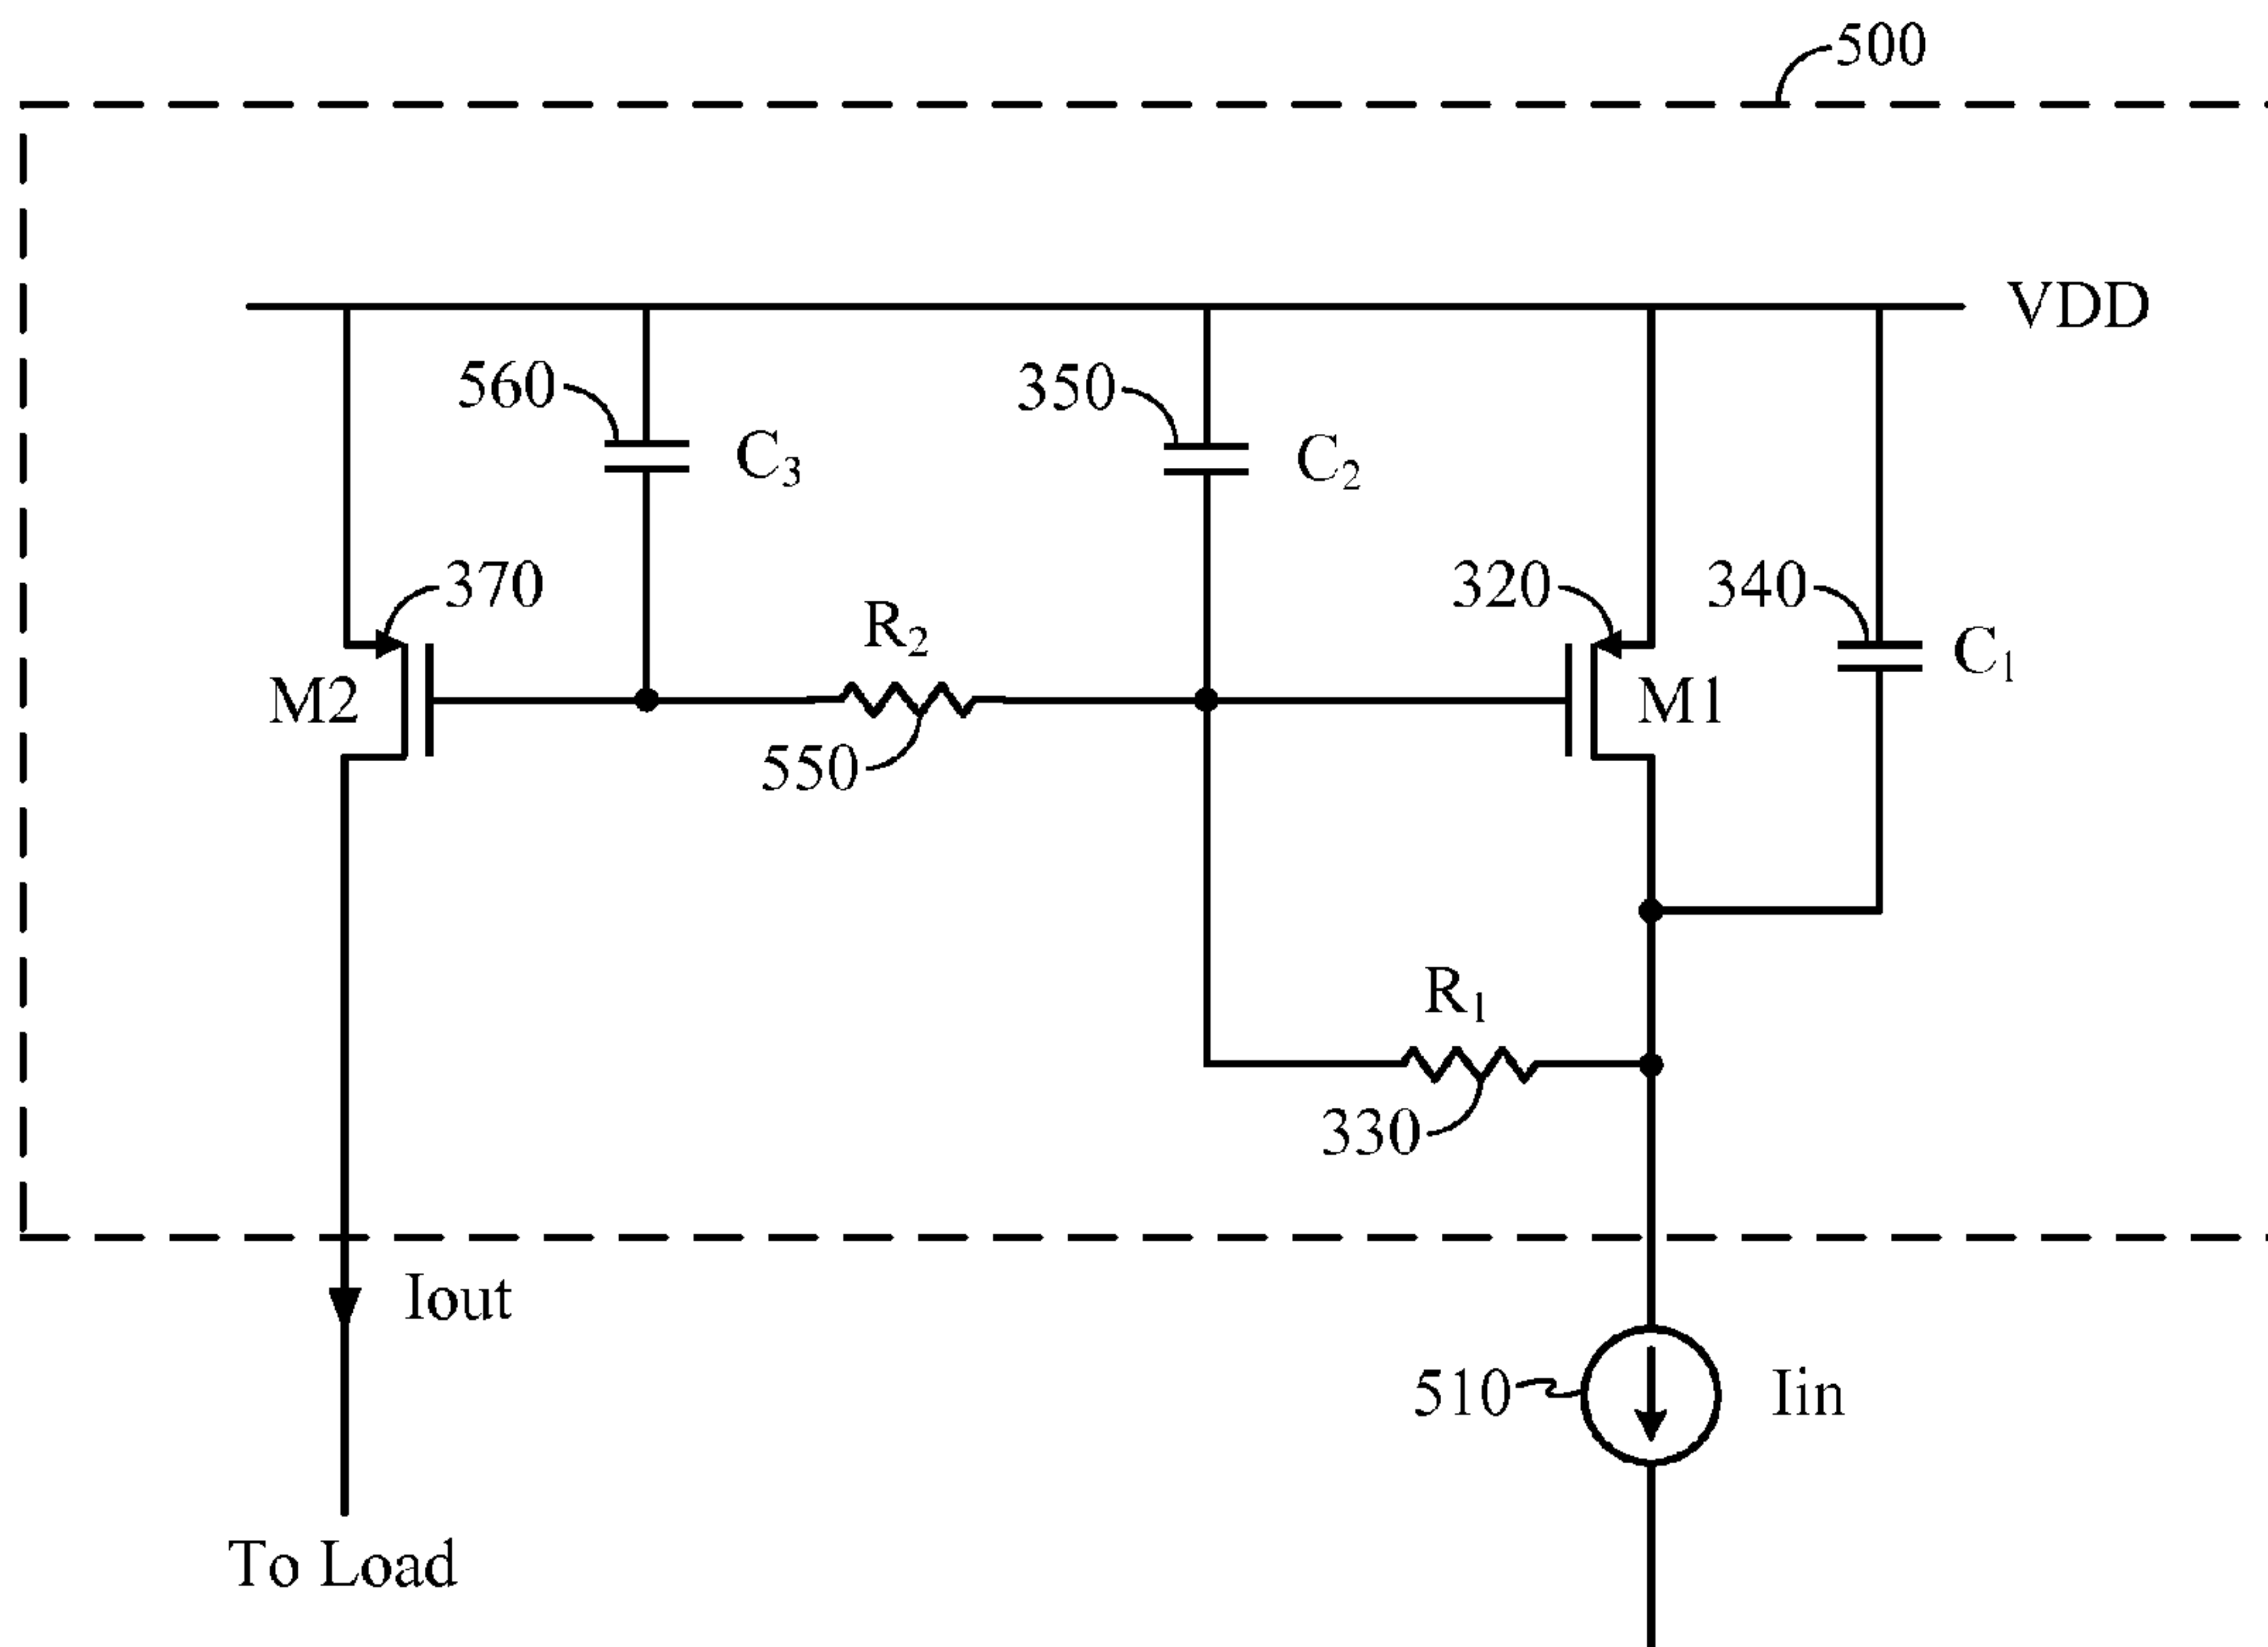 500
VDD
560
C₃
350
C₂
370
M2
R₂
550
320
M1
340
C₁
R₁
330
Iout
510
Iin
To Load